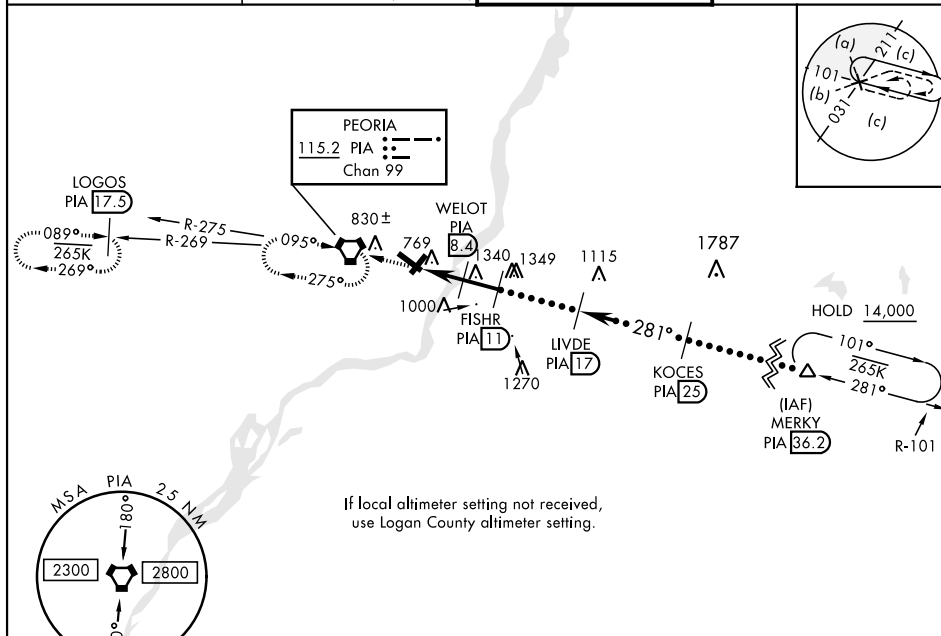 (a)
211
(c)
101
(b)
031
(c)
PEORIA
115.2 PIA
Chan 99
LOGOS
PIA 17.5
R-275
R-269
089°
265K
269°
095°
275°
830±
769
WELOT
PIA
8.4
1340
1349
1115
1787
1000
FISHR
PIA 11
1270
LIVDE
PIA 17
281°
KOCES
PIA 25
HOLD 14,000
101°
265K
281°
(IAF)
MERKY
PIA 36.2
R-101
If local altimeter setting not received,
use Logan County altimeter setting.
MSA PIA 25 NM
180°
2300
2800